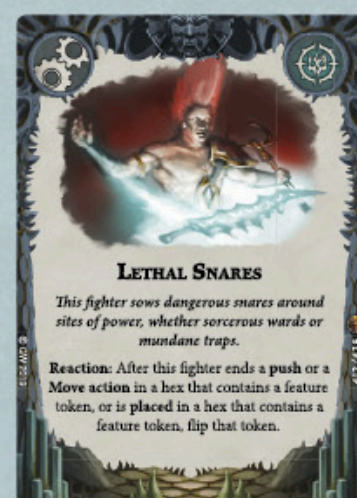 LETHAL SNARES
This fighter sows dangerous snares around
sites of power, whether sorcerous wards or
mundane traps.
Reaction: After this fighter ends a push or a
Move action in a hex that contains a feature
token, or is placed in a hex that contains a
feature token, flip that token.
© GW 2019